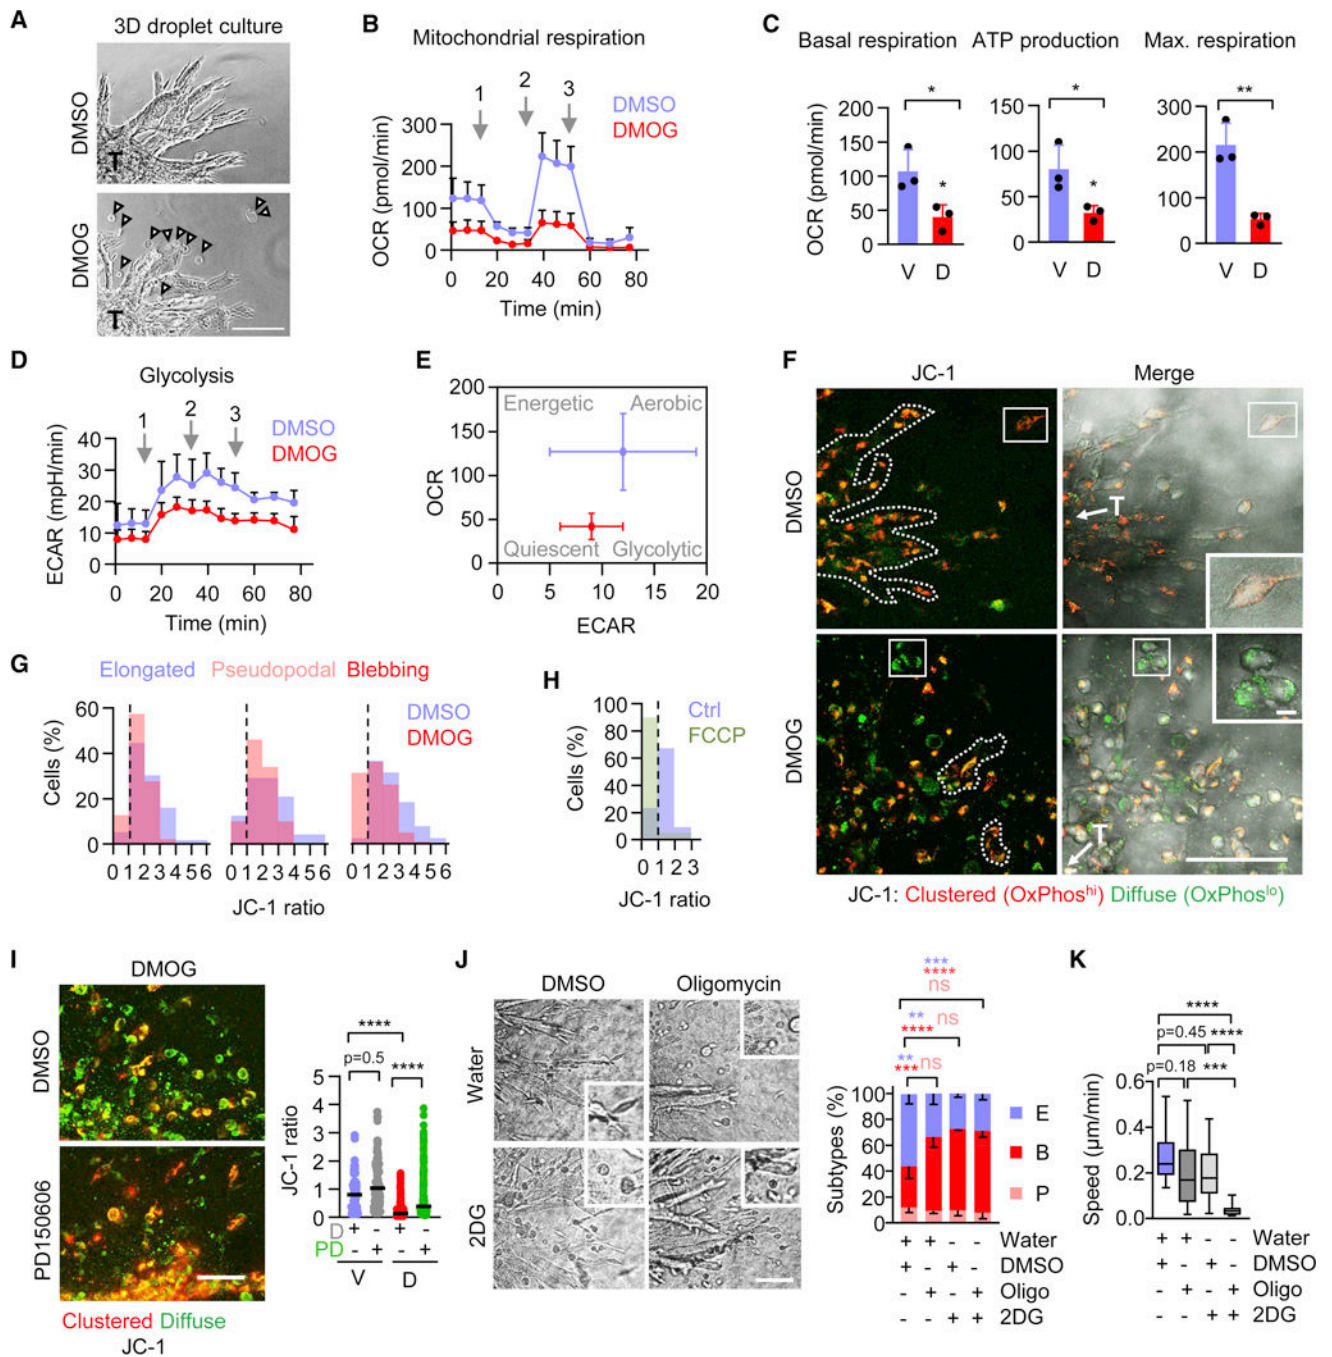 A
3D droplet culture
DMSO
T
DMOG
T
B
Mitochondrial respiration
1 2 3
DMSO
DMOG
OCR (pmol/min)
300
200
100
0
0 20 40 60 80
Time (min)
C
Basal respiration ATP production Max. respiration
OCR (pmol/min)
*
200
150
100
50
0
*
V D
*
150
100
50
0
*
V D
**
300
200
100
0
V D
D
Glycolysis
1 2 3
DMSO
DMOG
ECAR (mpH/min)
40
30
20
10
0
0 20 40 60 80
Time (min)
E
OCR
200
150
100
50
0
Energetic Aerobic
Quiescent Glycolytic
0 5 10 15 20
ECAR
F
JC-1 Merge
DMSO
T
DMOG
T
JC-1: Clustered (OxPhoshi) Diffuse (OxPhoslo)
G
Elongated Pseudopodal Blebbing
DMSO
DMOG
Cells (%)
60
40
20
0
0 1 2 3 4 5 6 0 1 2 3 4 5 6 0 1 2 3 4 5 6
JC-1 ratio
H
Ctrl
FCCP
Cells (%)
100
80
60
40
20
0
0 1 2 3
JC-1 ratio
I
DMOG
DMSO
PD150606
Clustered Diffuse
JC-1
****
p=0.5 ****
JC-1 ratio
5
4
3
2
1
0
D + - + -
PD - + - +
V D
J
DMSO Oligomycin
Water
2DG
***
****
ns
**
**** ns
**
*** ns
Subtypes (%)
100
80
60
40
20
0
E
B
P
+ + - - Water
+ - + - DMSO
- + - + Oligo
- - + + 2DG
K
****
p=0.45 ****
p=0.18 ***
Speed (µm/min)
0.6
0.4
0.2
0.0
+ + - - Water
+ - + - DMSO
- + - + Oligo
- - + + 2DG